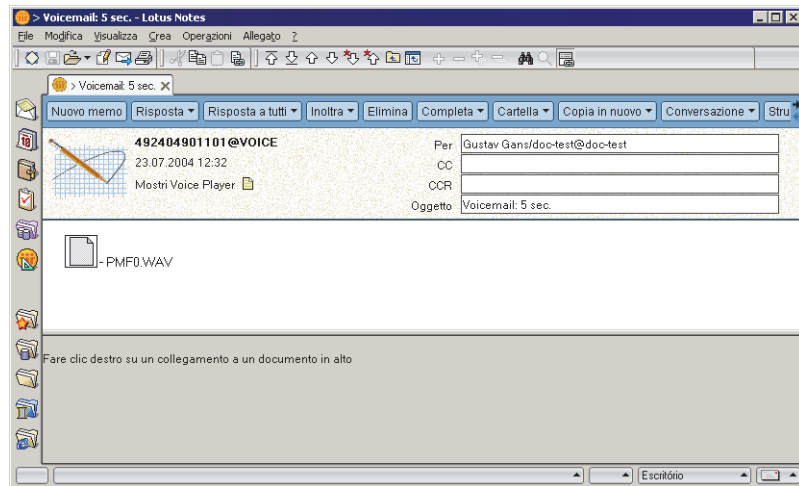 > Voicemail: 5 sec. - Lotus Notes
File Modifica Visualizza Crea Operazioni Allegato ?
> Voicemail: 5 sec.
Nuovo memo Risposta Risposta a tutti Inoltra Elimina Completa Cartella Copia in nuovo Conversazione Stru
492404901101@VOICE
23.07.2004 12:32
Mostri Voice Player
Per Gustav Gans/doc-test@doc-test
CC
CCR
Oggetto Voicemail: 5 sec.
18
- PMF0.WAV
Fare clic destro su un collegamento a un documento in alto
Escritório